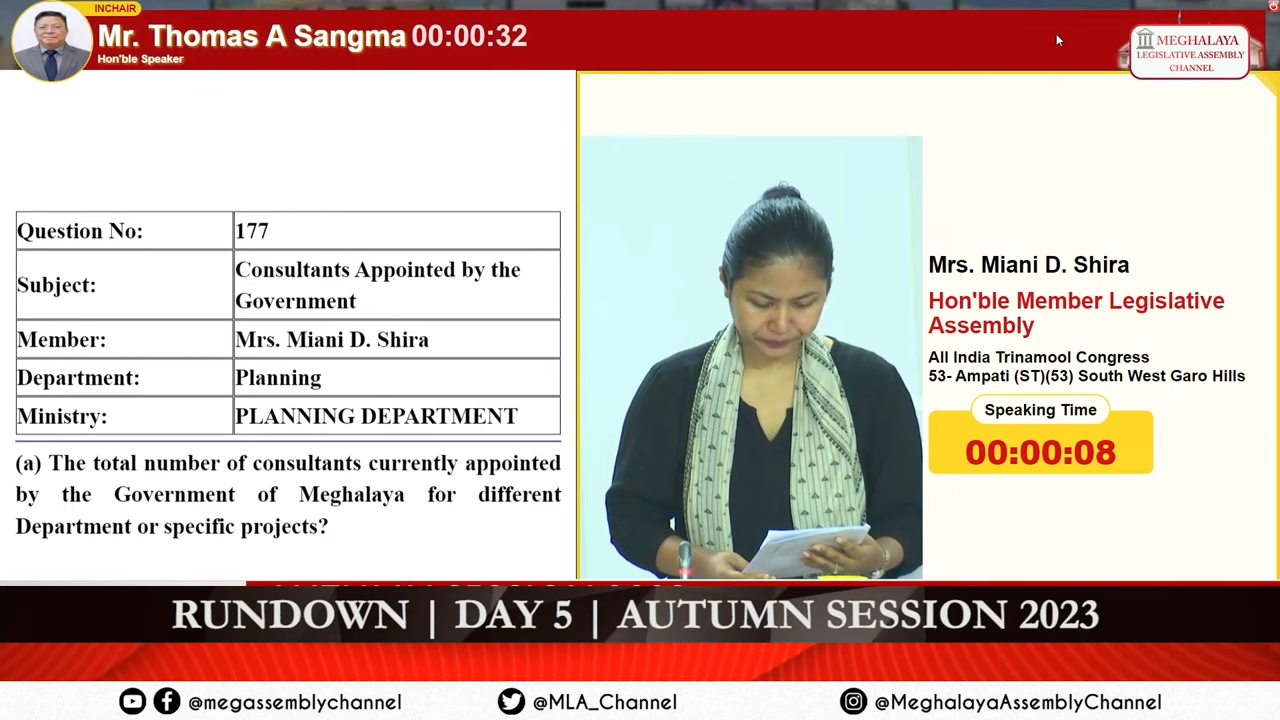 INCHAIR
Mr. Thomas A Sangma 00:00:32
Hon'ble Speaker
MEGHALAYA
LEGISLATIVE ASSEMBLY
CHANNEL
Question No: 177
Subject: Consultants Appointed by the
Government
Member: Mrs. Miani D. Shira
Department: Planning
Ministry: PLANNING DEPARTMENT
(a) The total number of consultants currently appointed
by the Government of Meghalaya for different
Department or specific projects?
Mrs. Miani D. Shira
Hon'ble Member Legislative
Assembly
All India Trinamool Congress
53- Ampati (ST)(53) South West Garo Hills
Speaking Time
00:00:08
RUNDOWN | DAY 5 | AUTUMN SESSION 2023
@megassemblychannel
@MLA_Channel
@MeghalayaAssemblyChannel